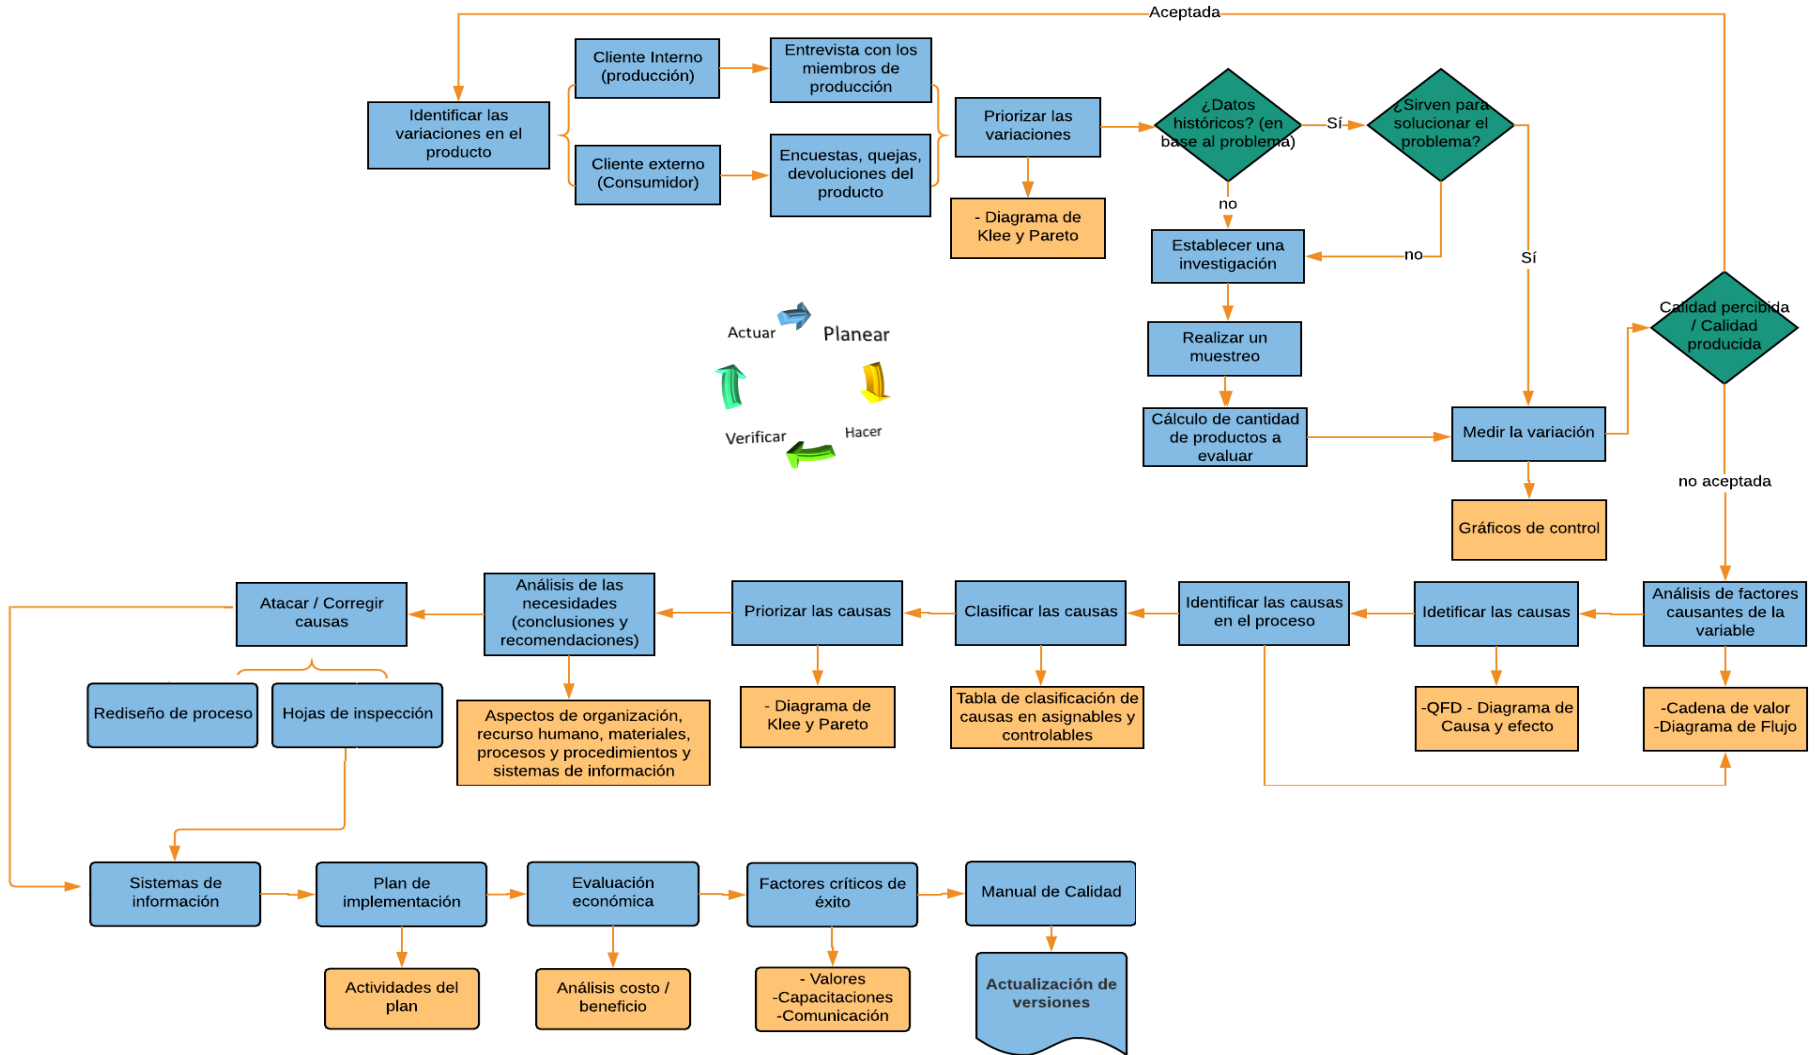 Aceptada
Identificar las
variaciones en el
producto
Cliente Interno
(producción)
Entrevista con los
miembros de
producción
Cliente externo
(Consumidor)
Encuestas, quejas,
devoluciones del
producto
Priorizar las
variaciones
- Diagrama de
Klee y Pareto
¿Datos
históricos? (en
base al problema)
Sí
¿Sirven para
solucionar el
problema?
no
no
Sí
Establecer una
investigación
Realizar un
muestreo
Cálculo de cantidad
de productos a
evaluar
Medir la variación
Gráficos de control
Calidad percibida
/ Calidad
producida
no aceptada
Actuar
Planear
Verificar
Hacer
Análisis de factores
causantes de la
variable
-Cadena de valor
-Diagrama de Flujo
Idetificar las causas
-QFD - Diagrama de
Causa y efecto
Identificar las causas
en el proceso
Clasificar las causas
Tabla de clasificación de
causas en asignables y
controlables
Priorizar las causas
- Diagrama de
Klee y Pareto
Análisis de las
necesidades
(conclusiones y
recomendaciones)
Aspectos de organización,
recurso humano, materiales,
procesos y procedimientos y
sistemas de información
Atacar / Corregir
causas
Rediseño de proceso
Hojas de inspección
Sistemas de
información
Plan de
implementación
Actividades del
plan
Evaluación
económica
Análisis costo /
beneficio
Factores críticos de
éxito
- Valores
-Capacitaciones
-Comunicación
Manual de Calidad
Actualización de
versiones